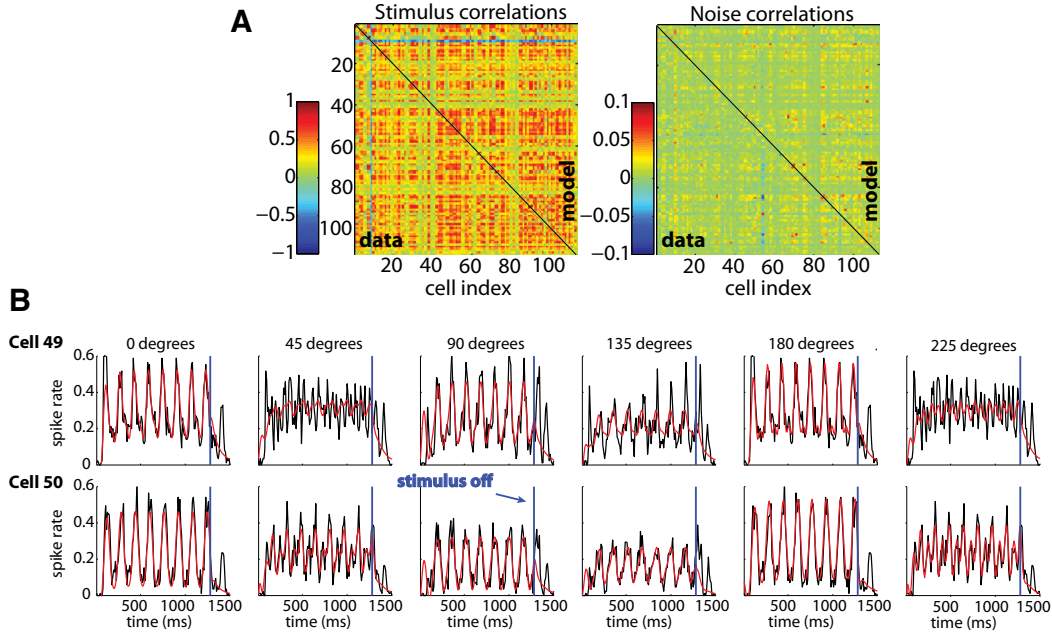 A
Stimulus correlations
Noise correlations
1
0.5
0
−0.5
−1
20
40
60
80
100
data
model
20 40 60 80 100
cell index
0.1
0.05
0
−0.05
−0.1
data
model
20 40 60 80 100
cell index
B
Cell 49
0 degrees
45 degrees
90 degrees
135 degrees
180 degrees
225 degrees
0.6
0.4
0.2
0
spike rate
Cell 50
stimulus off
0.6
0.4
0.2
0
spike rate
500 1000 1500
500 1000 1500
500 1000 1500
500 1000 1500
500 1000 1500
500 1000 1500
time (ms)
time (ms)
time (ms)
time (ms)
time (ms)
time (ms)